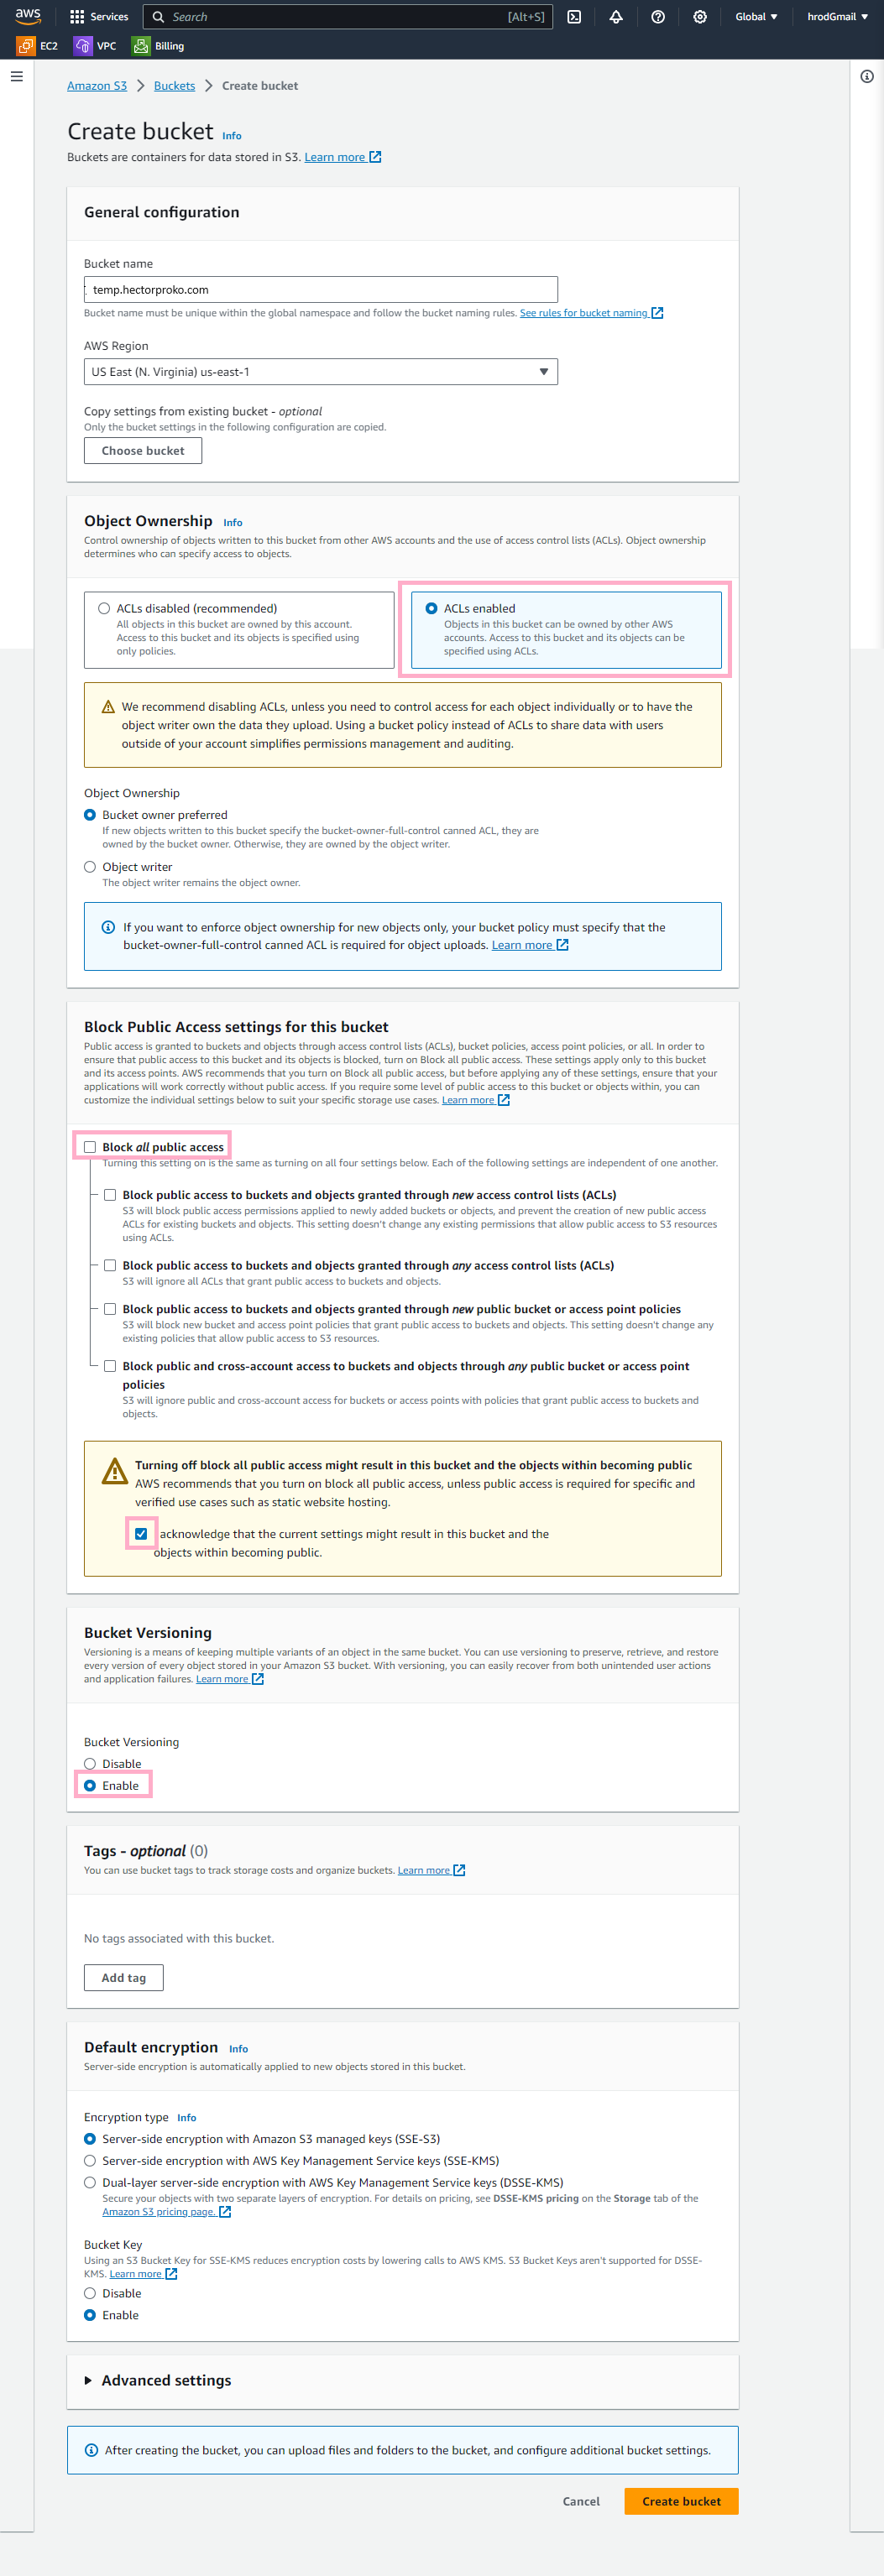 aws
Services
Search
[Alt+S]
Global
hrodGmail
EC2
VPC
Billing
Amazon S3
Buckets
Create bucket
Create bucket Info
Buckets are containers for data stored in S3. Learn more
General configuration
Bucket name
temp.hectorproko.com
Bucket name must be unique within the global namespace and follow the bucket naming rules. See rules for bucket naming
AWS Region
US East (N. Virginia) us-east-1
Copy settings from existing bucket - optional
Only the bucket settings in the following configuration are copied.
Choose bucket
Object Ownership Info
Control ownership of objects written to this bucket from other AWS accounts and the use of access control lists (ACLs). Object ownership
determines who can specify access to objects.
ACLs disabled (recommended)
All objects in this bucket are owned by this account.
Access to this bucket and its objects is specified using
only policies.
ACLs enabled
Objects in this bucket can be owned by other AWS
accounts. Access to this bucket and its objects can be
specified using ACLs.
We recommend disabling ACLs, unless you need to control access for each object individually or to have the
object writer own the data they upload. Using a bucket policy instead of ACLs to share data with users
outside of your account simplifies permissions management and auditing.
Object Ownership
Bucket owner preferred
If new objects written to this bucket specify the bucket-owner-full-control canned ACL, they are
owned by the bucket owner. Otherwise, they are owned by the object writer.
Object writer
The object writer remains the object owner.
If you want to enforce object ownership for new objects only, your bucket policy must specify that the
bucket-owner-full-control canned ACL is required for object uploads. Learn more
Block Public Access settings for this bucket
Public access is granted to buckets and objects through access control lists (ACLs), bucket policies, access point policies, or all. In order to
ensure that public access to this bucket and its objects is blocked, turn on Block all public access. These settings apply only to this bucket
and its access points. AWS recommends that you turn on Block all public access, but before applying any of these settings, ensure that your
applications will work correctly without public access. If you require some level of public access to this bucket or objects within, you can
customize the individual settings below to suit your specific storage use cases. Learn more
Block all public access
Turning this setting on is the same as turning on all four settings below. Each of the following settings are independent of one another.
Block public access to buckets and objects granted through new access control lists (ACLs)
S3 will block public access permissions applied to newly added buckets or objects, and prevent the creation of new public access
ACLs for existing buckets and objects. This setting doesn't change any existing permissions that allow public access to S3 resources
using ACLs.
Block public access to buckets and objects granted through any access control lists (ACLs)
S3 will ignore all ACLs that grant public access to buckets and objects.
Block public access to buckets and objects granted through new public bucket or access point policies
S3 will block new bucket and access point policies that grant public access to buckets and objects. This setting doesn't change any
existing policies that allow public access to S3 resources.
Block public and cross-account access to buckets and objects through any public bucket or access point
policies
S3 will ignore public and cross-account access for buckets or access points with policies that grant public access to buckets and
objects.
Turning off block all public access might result in this bucket and the objects within becoming public
AWS recommends that you turn on block all public access, unless public access is required for specific and
verified use cases such as static website hosting.
acknowledge that the current settings might result in this bucket and the
objects within becoming public.
Bucket Versioning
Versioning is a means of keeping multiple variants of an object in the same bucket. You can use versioning to preserve, retrieve, and restore
every version of every object stored in your Amazon S3 bucket. With versioning, you can easily recover from both unintended user actions
and application failures. Learn more
Bucket Versioning
Disable
Enable
Tags - optional (0)
You can use bucket tags to track storage costs and organize buckets. Learn more
No tags associated with this bucket.
Add tag
Default encryption Info
Server-side encryption is automatically applied to new objects stored in this bucket.
Encryption type Info
Server-side encryption with Amazon S3 managed keys (SSE-S3)
Server-side encryption with AWS Key Management Service keys (SSE-KMS)
Dual-layer server-side encryption with AWS Key Management Service keys (DSSE-KMS)
Secure your objects with two separate layers of encryption. For details on pricing, see DSSE-KMS pricing on the Storage tab of the
Amazon S3 pricing page.
Bucket Key
Using an S3 Bucket Key for SSE-KMS reduces encryption costs by lowering calls to AWS KMS. S3 Bucket Keys aren't supported for DSSE-
KMS. Learn more
Disable
Enable
Advanced settings
After creating the bucket, you can upload files and folders to the bucket, and configure additional bucket settings.
Cancel
Create bucket